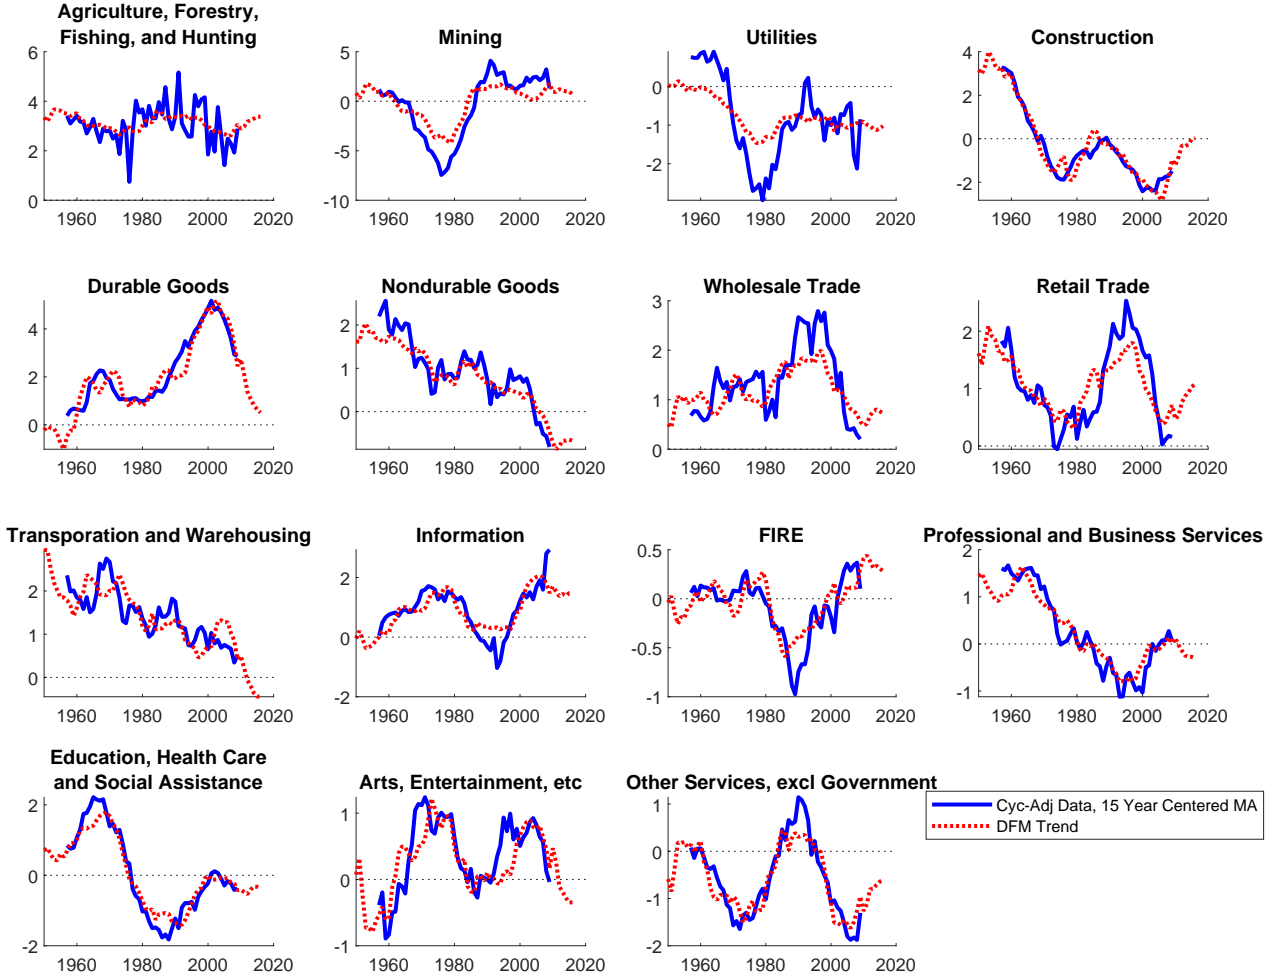 Agriculture, Forestry,
Fishing, and Hunting
Mining
Utilities
Construction
6
4
2
0
1960 1980 2000 2020
5
0
-5
-10
1960 1980 2000 2020
0
-1
-2
1960 1980 2000 2020
4
2
0
-2
1960 1980 2000 2020
Durable Goods
Nondurable Goods
Wholesale Trade
Retail Trade
4
2
0
1960 1980 2000 2020
2
1
0
1960 1980 2000 2020
3
2
1
0
1960 1980 2000 2020
2
1
0
1960 1980 2000 2020
Transporation and Warehousing
Information
FIRE
Professional and Business Services
2
1
0
1960 1980 2000 2020
2
0
-2
1960 1980 2000 2020
0.5
0
-0.5
-1
1960 1980 2000 2020
2
1
0
-1
1960 1980 2000 2020
Education, Health Care
and Social Assistance
Arts, Entertainment, etc
Other Services, excl Government
2
0
-2
1960 1980 2000 2020
1
0
-1
1960 1980 2000 2020
1
0
-1
-2
1960 1980 2000 2020
Cyc-Adj Data, 15 Year Centered MA
DFM Trend